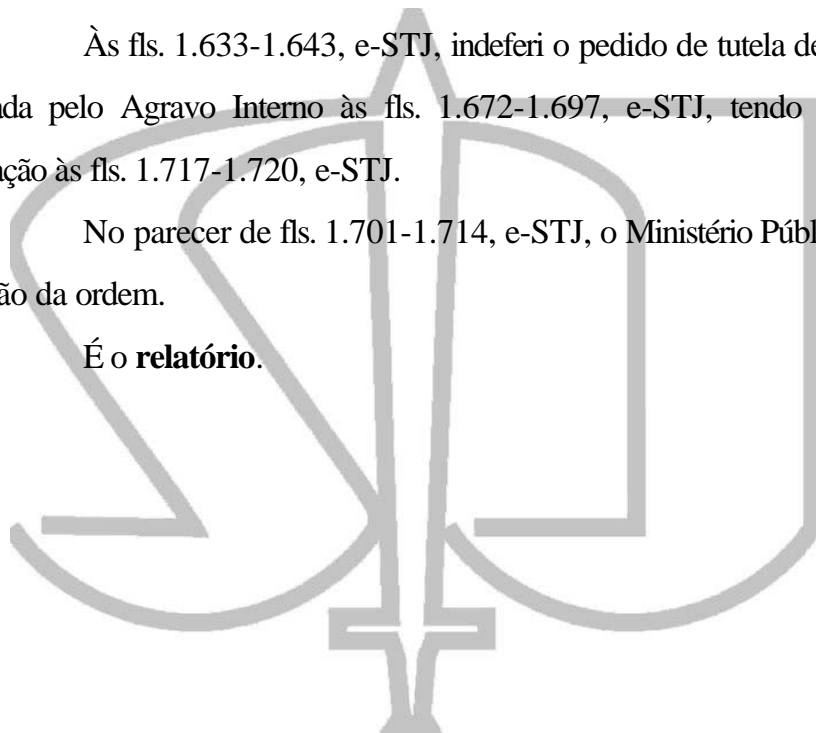 Às fls. 1.633-1.643, e-STJ, indeferi o pedido de tutela de
da pelo Agravo Interno às fls. 1.672-1.697, e-STJ, tendo
ção às fls. 1.717-1.720, e-STJ.
No parecer de fls. 1.701-1.714, e-STJ, o Ministério Públ
ão da ordem.
É o relatório.